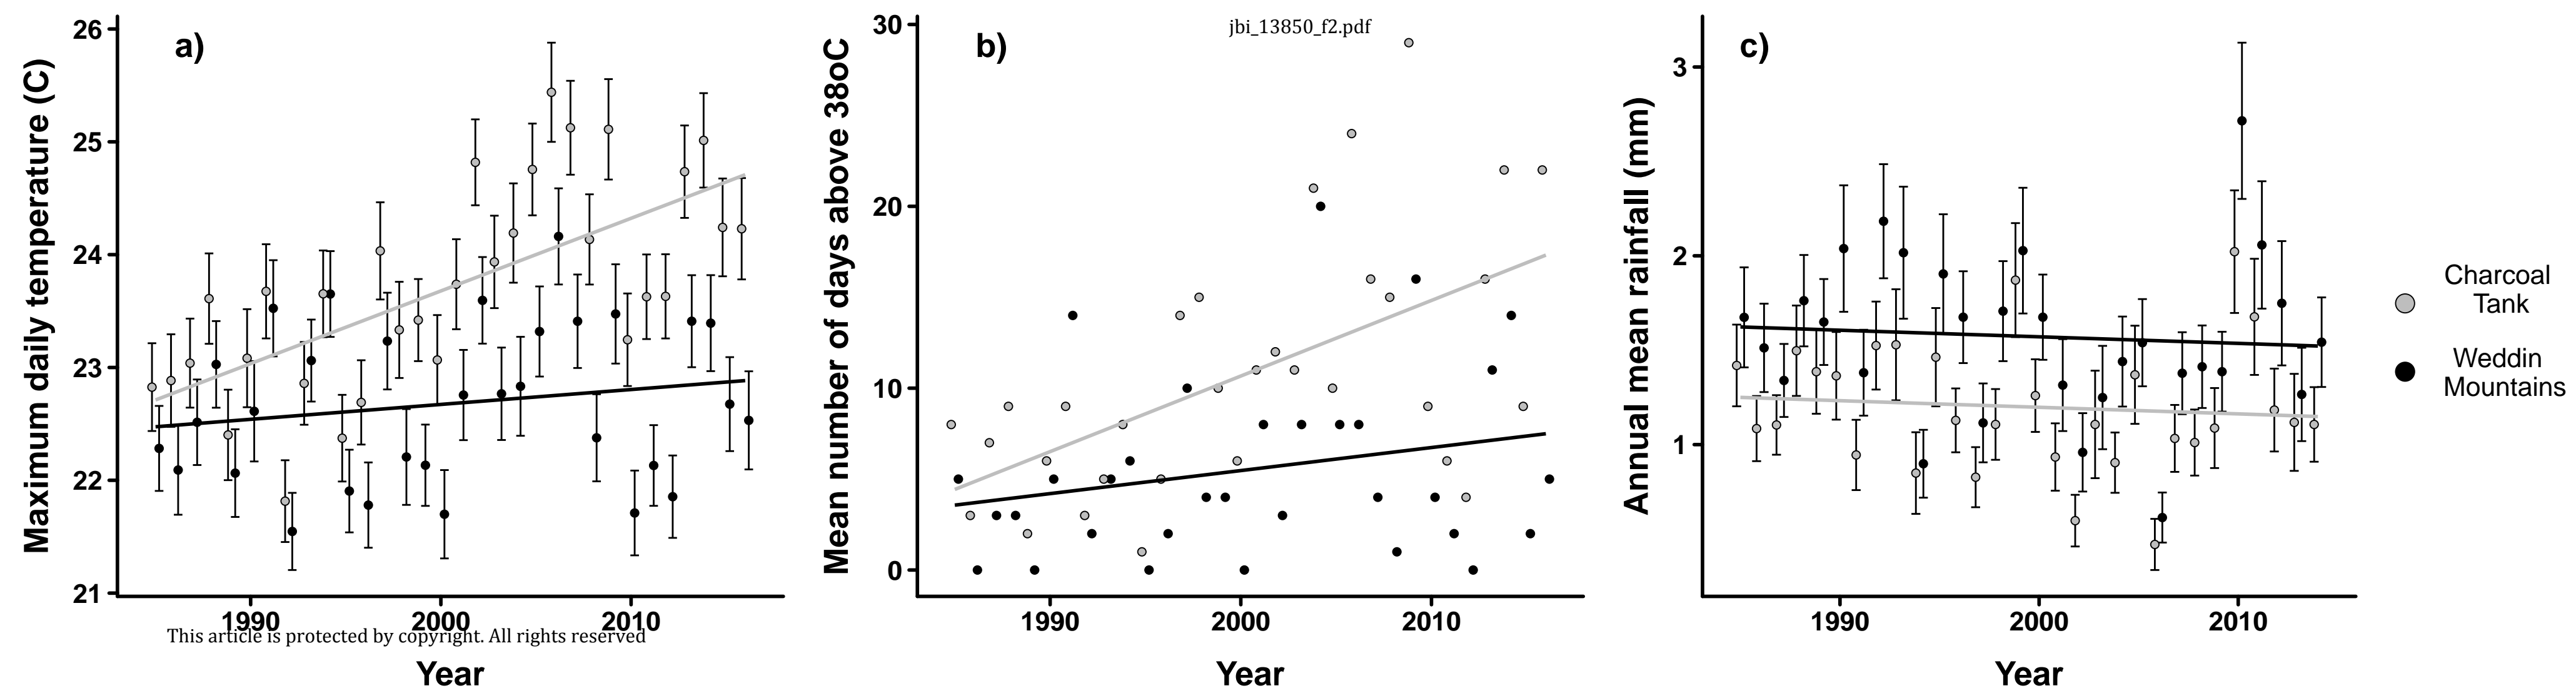 jbi_13850_f2.pdf
a)
Maximum daily temperature (C)
26
25
24
23
22
21
1990
2000
2010
Year
This article is protected by copyright. All rights reserved
b)
Mean number of days above 38oC
30
20
10
0
1990
2000
2010
Year
c)
Annual mean rainfall (mm)
3
2
1
1990
2000
2010
Year
Charcoal
Tank
Weddin
Mountains